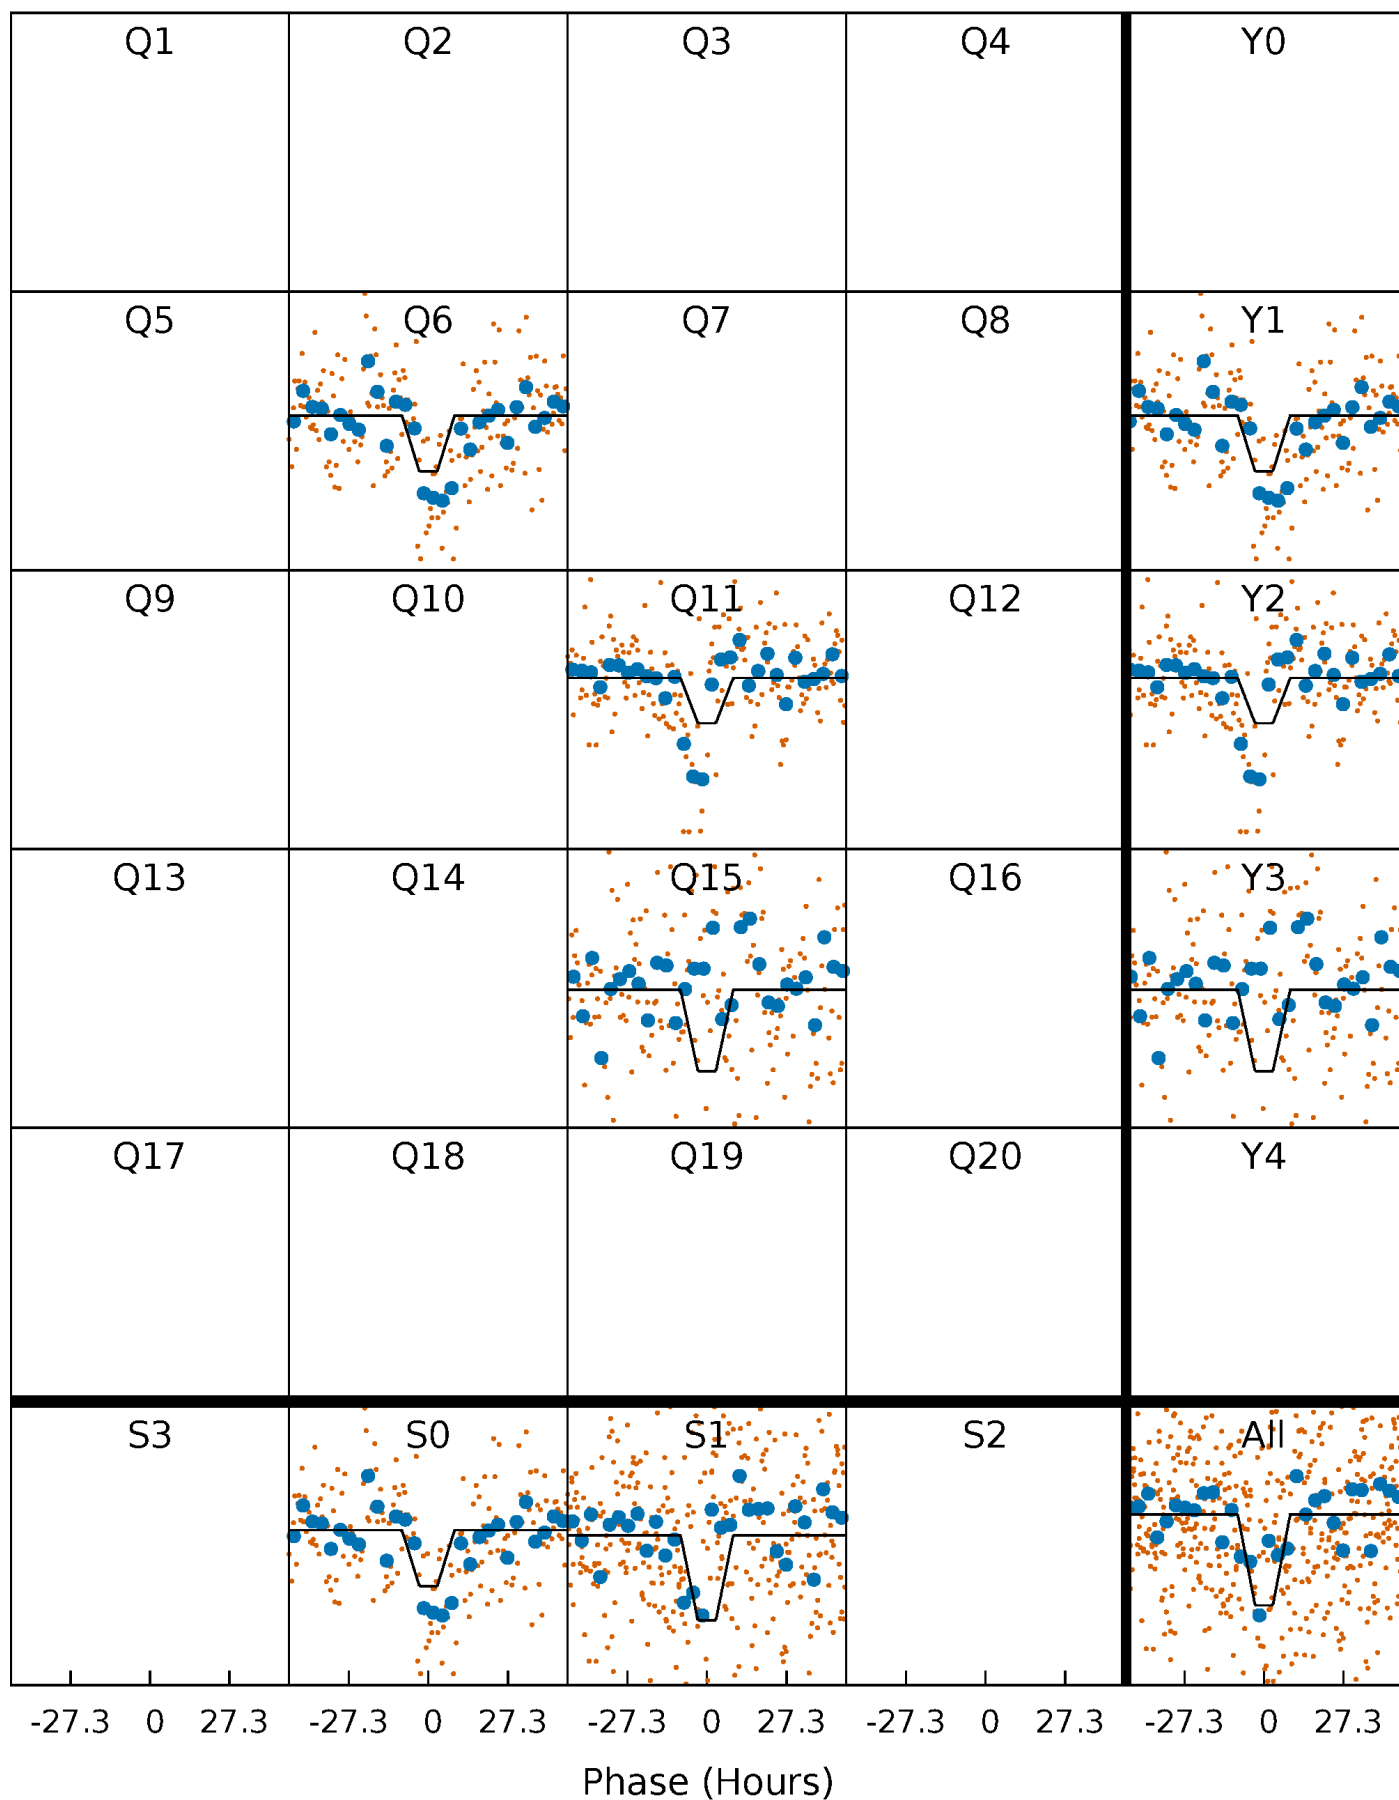 Q1 Q2 Q3 Q4 Y0
Q5 Q6 Q7 Q8 Y1
Q9 Q10 Q11 Q12 Y2
Q13 Q14 Q15 Q16 Y3
Q17 Q18 Q19 Q20 Y4
S3 S0 S1 S2 All
-27.3 0 27.3 -27.3 0 27.3 -27.3 0 27.3 -27.3 0 27.3 -27.3 0 27.3
Phase (Hours)